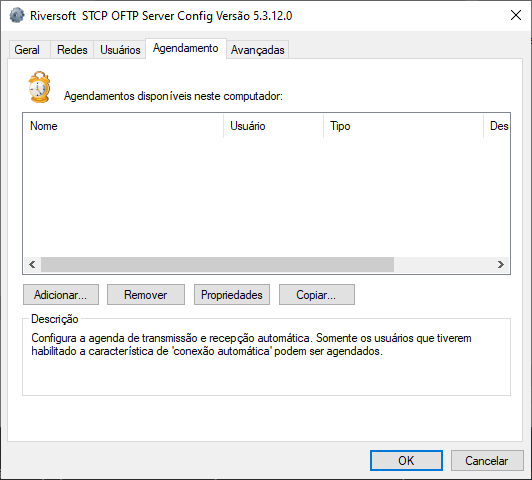 Riversoft  STCP OFTP Server Config Versão 5.3.12.0
Geral Redes Usuários Agendamento Avançadas
Agendamentos disponíveis neste computador:
Nome Usuário Tipo Des
Adicionar... Remover Propriedades Copiar...
Descrição
Configura a agenda de transmissão e recepção automática. Somente os usuários que tiverem
habilitado a característica de 'conexão automática' podem ser agendados.
OK Cancelar